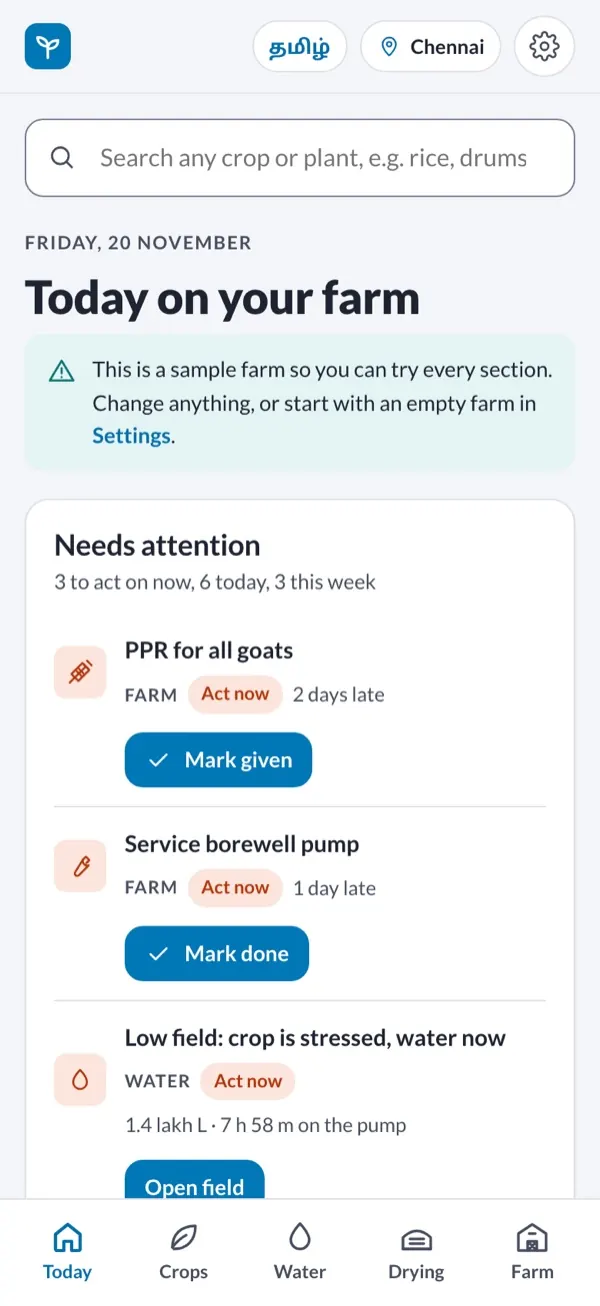 தமிழ்
Chennai
Search any crop or plant, e.g. rice, drums
FRIDAY, 20 NOVEMBER
Today on your farm
This is a sample farm so you can try every section.
Change anything, or start with an empty farm in
Settings.
Needs attention
3 to act on now, 6 today, 3 this week
PPR for all goats
FARM Act now 2 days late
Mark given
Service borewell pump
FARM Act now 1 day late
Mark done
Low field: crop is stressed, water now
WATER Act now
1.4 lakh L · 7 h 58 m on the pump
Open field
Today Crops Water Drying Farm